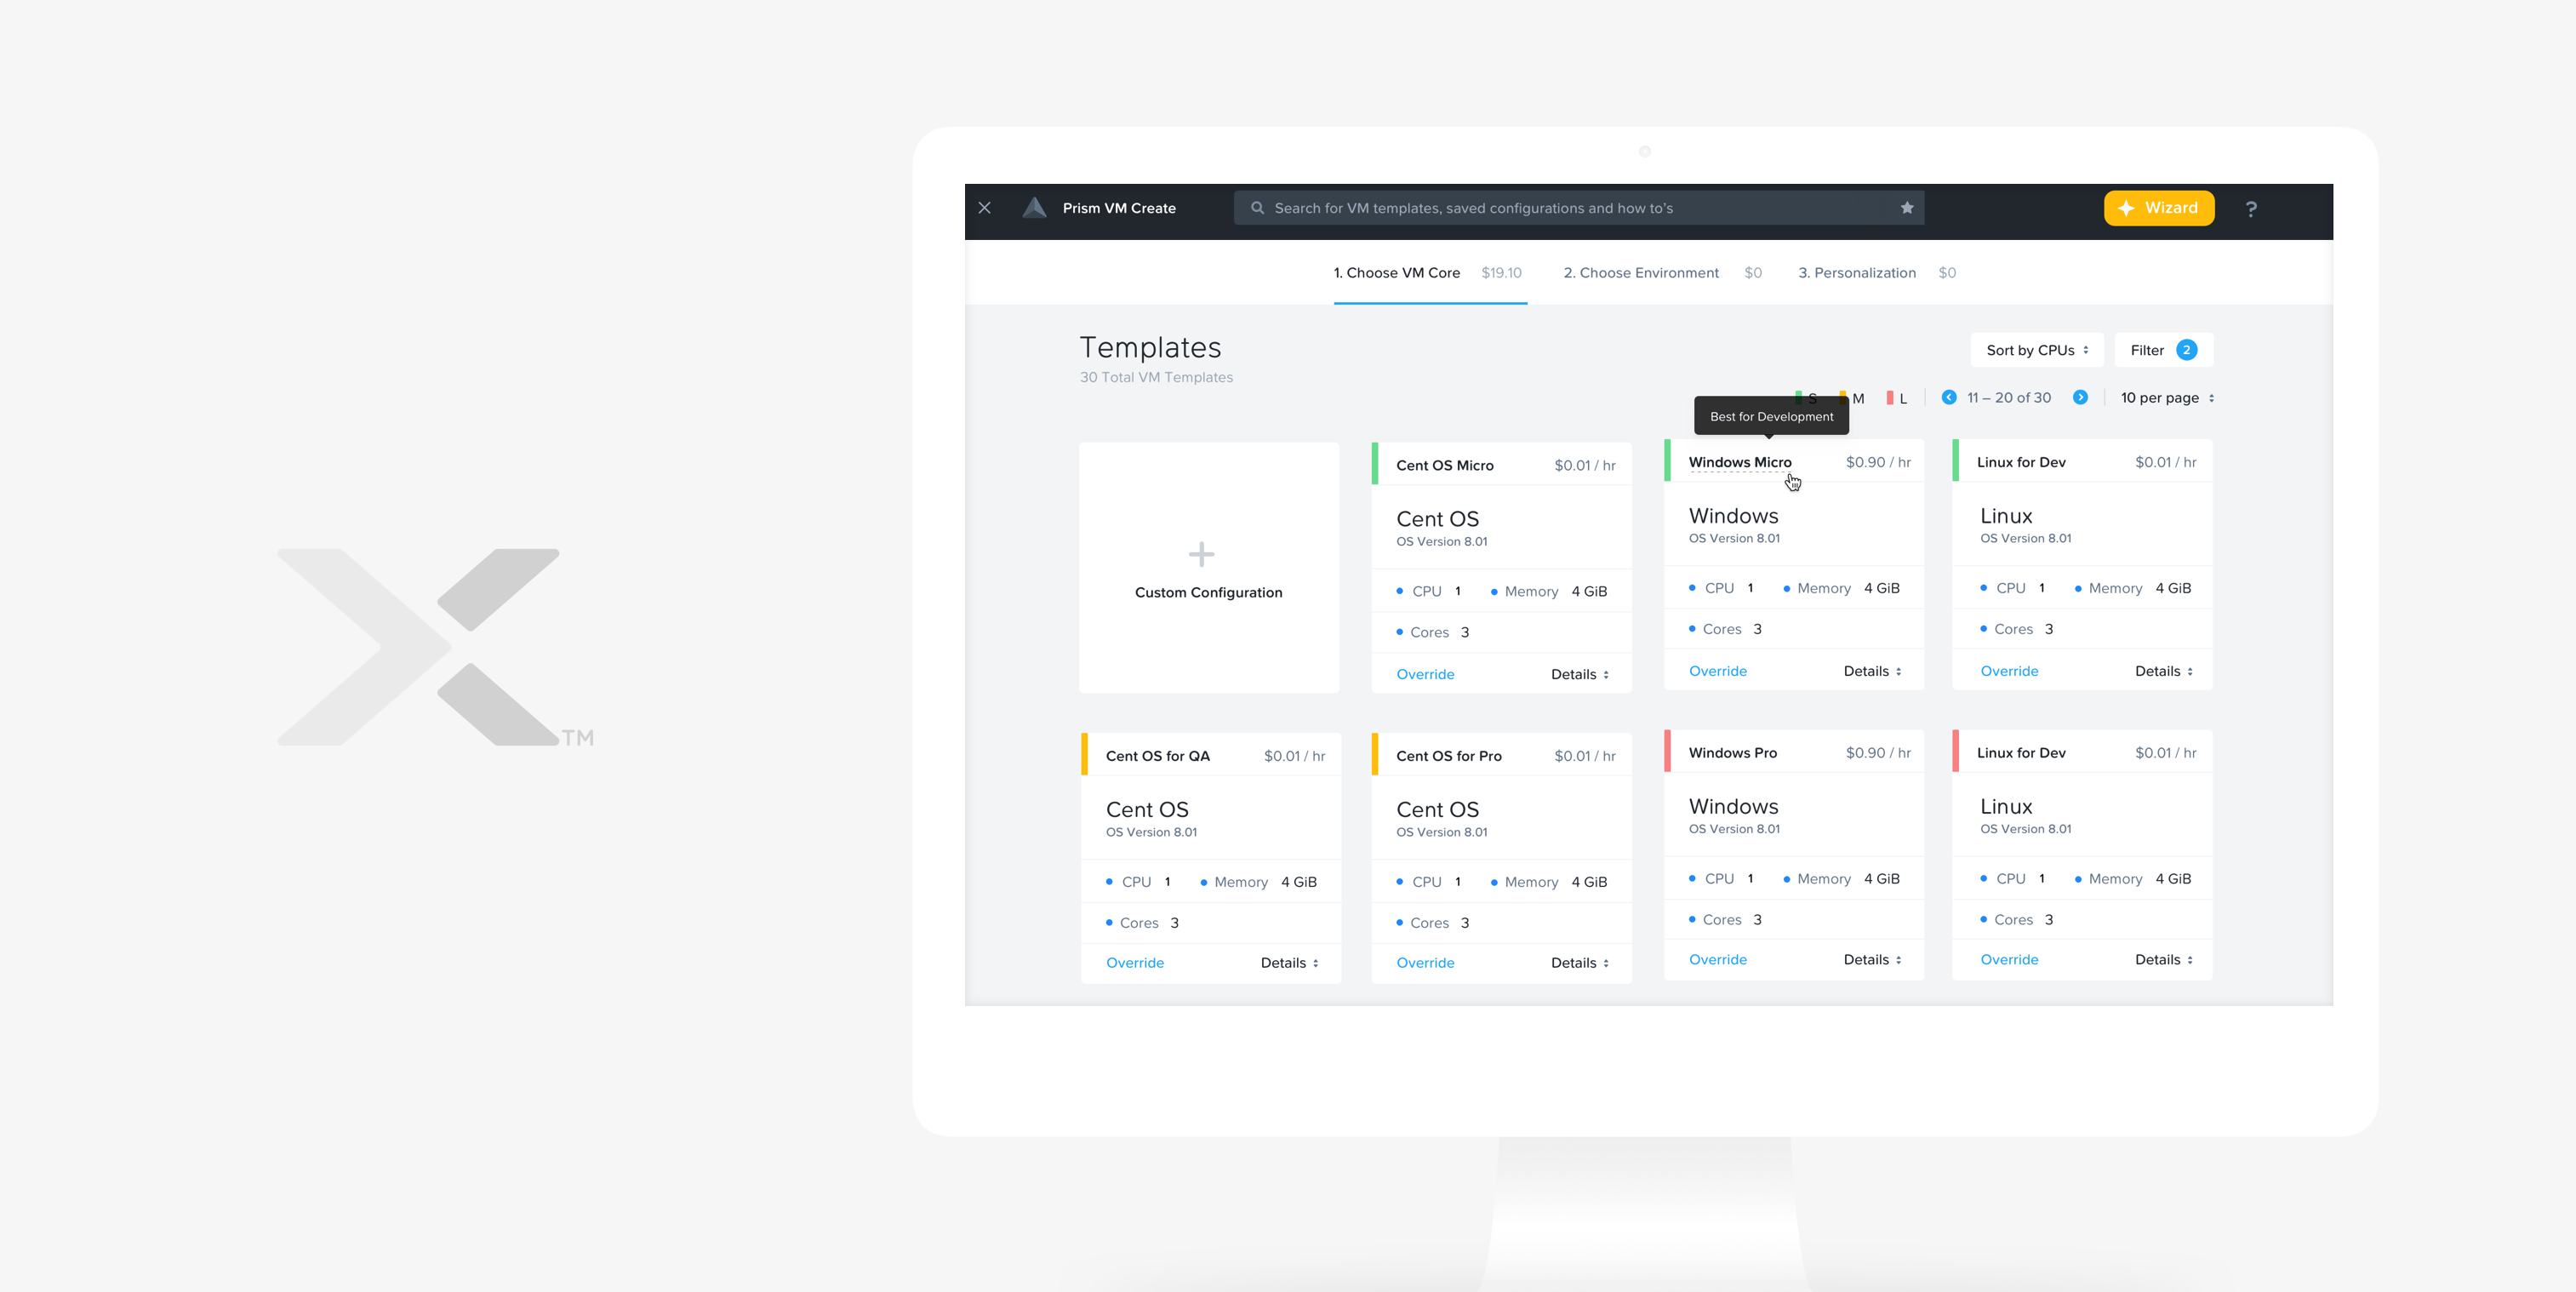 Prism VM Create
Search for VM templates, saved configurations and how to's
Wizard
?
1. Choose VM Core $19.10 2. Choose Environment $0 3. Personalization $0
Templates
30 Total VM Templates
Sort by CPUs Filter 2
S M L 11 – 20 of 30 10 per page
Best for Development
Custom Configuration
Cent OS Micro $0.01 / hr
Cent OS
OS Version 8.01
CPU 1 Memory 4 GiB
Cores 3
Override Details
Windows Micro $0.90 / hr
Windows
OS Version 8.01
CPU 1 Memory 4 GiB
Cores 3
Override Details
Linux for Dev $0.01 / hr
Linux
OS Version 8.01
CPU 1 Memory 4 GiB
Cores 3
Override Details
Cent OS for QA $0.01 / hr
Cent OS
OS Version 8.01
CPU 1 Memory 4 GiB
Cores 3
Override Details
Cent OS for Pro $0.01 / hr
Cent OS
OS Version 8.01
CPU 1 Memory 4 GiB
Cores 3
Override Details
Windows Pro $0.90 / hr
Windows
OS Version 8.01
CPU 1 Memory 4 GiB
Cores 3
Override Details
Linux for Dev $0.01 / hr
Linux
OS Version 8.01
CPU 1 Memory 4 GiB
Cores 3
Override Details
TM